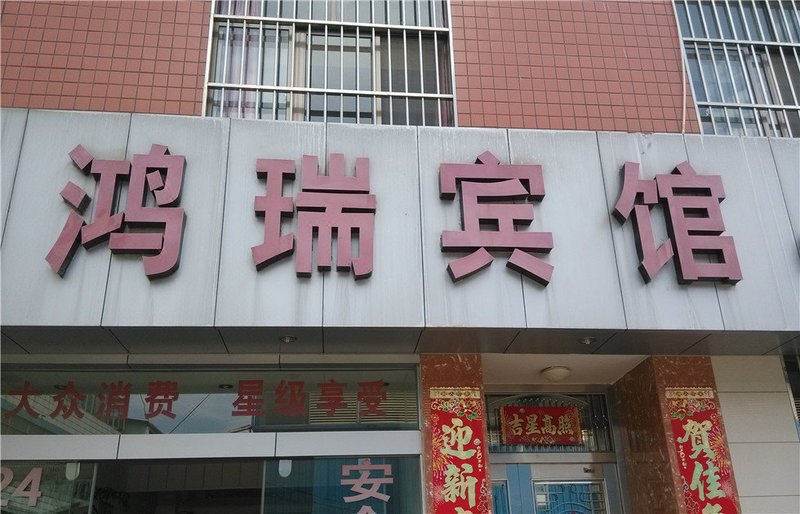 鸿瑞宾馆
大众消费 星级享受
吉星高照
迎新
贺佳
24
安